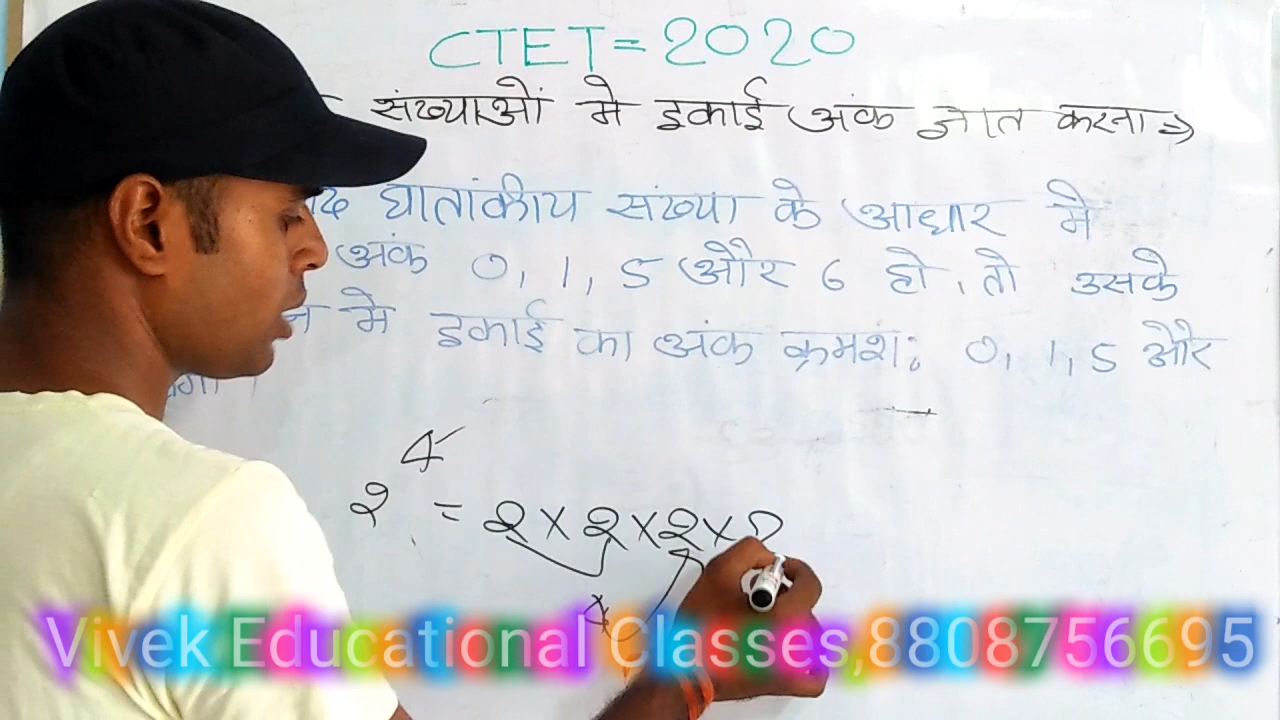 CTET = 2020
संख्याओं मे इकाई अंक ज्ञात करना ⇒
घातांकीय संख्या के आधार मे
अंक 0, 1, 5 और 6 हो, तो उसके
मे इकाई का अंक क्रमशः 0, 1, 5 और
4
2 = 2 × 2 × 2 × 2
4
Vivek Educational Classes,8808756695